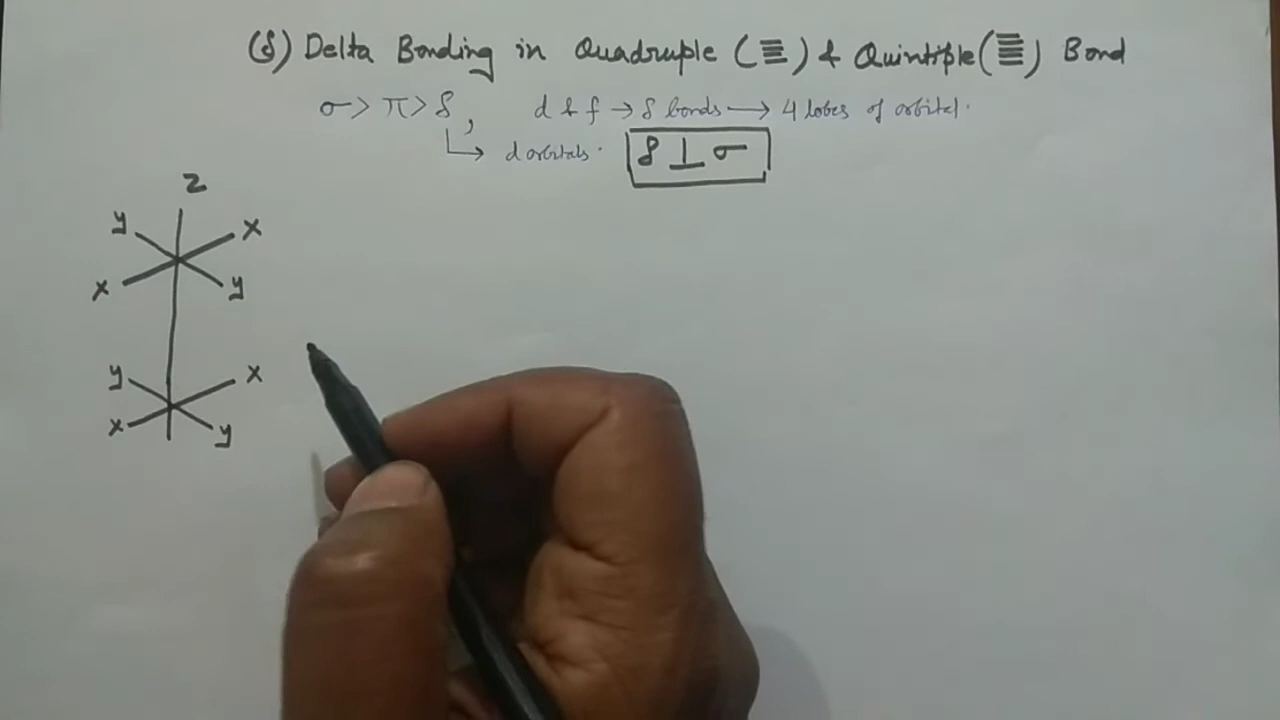 (δ) Delta Bonding in Quadruple (≣) & Quintiple (≣) Bond
σ > π > δ, d & f → δ bonds → 4 lobes of orbital.
↳ d orbitals. δ ⊥ σ
z
y x
x y
y x
x y